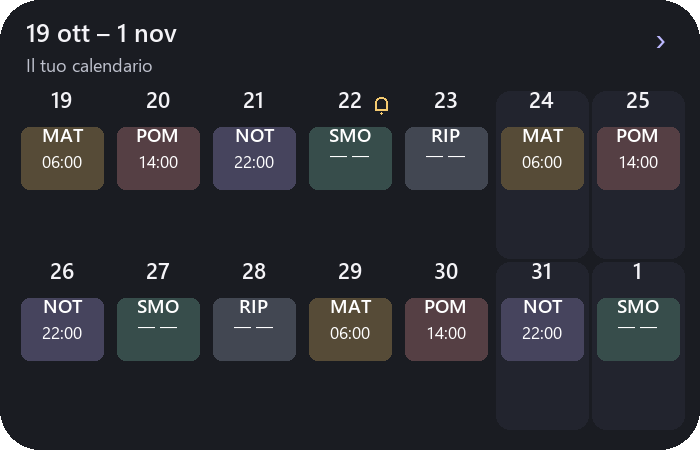 19 ott – 1 nov
Il tuo calendario
19 20 21 22 23 24 25
MAT POM NOT SMO RIP MAT POM
06:00 14:00 22:00 — — — — 06:00 14:00
26 27 28 29 30 31 1
NOT SMO RIP MAT POM NOT SMO
22:00 — — — — 06:00 14:00 22:00 — —